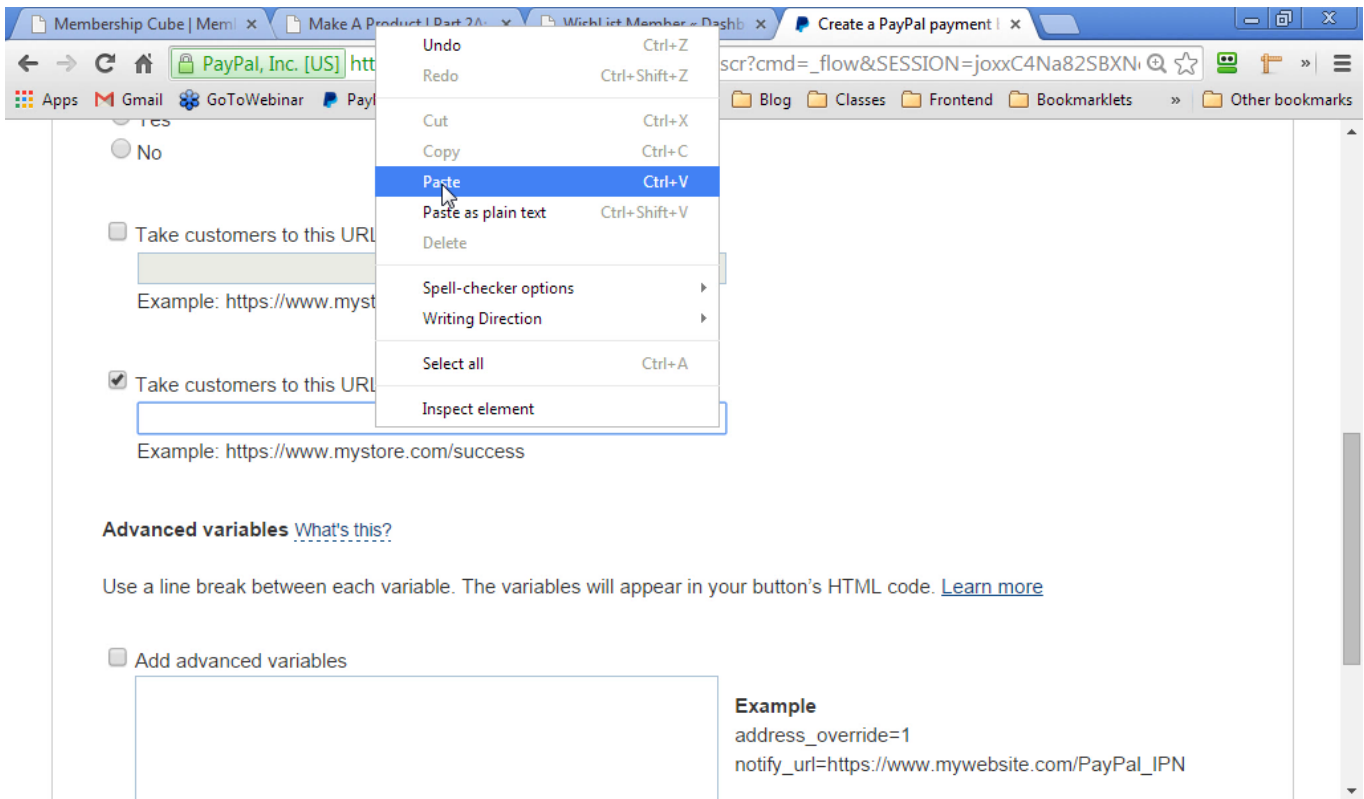 Membership Cube | Meml
Make A Product | Part 2A:
WishList Member « Dashb
Create a PayPal payment b
PayPal, Inc. [US] htt
scr?cmd=_flow&SESSION=joxxC4Na82SBXN
Apps Gmail GoToWebinar Payl
Blog Classes Frontend Bookmarklets » Other bookmarks
Undo Ctrl+Z
Redo Ctrl+Shift+Z
Cut Ctrl+X
Copy Ctrl+C
Paste Ctrl+V
Paste as plain text Ctrl+Shift+V
Delete
Spell-checker options
Writing Direction
Select all Ctrl+A
Inspect element
Yes
No
Take customers to this URL
Example: https://www.myst
Take customers to this URL
Example: https://www.mystore.com/success
Advanced variables What's this?
Use a line break between each variable. The variables will appear in your button's HTML code. Learn more
Add advanced variables
Example
address_override=1
notify_url=https://www.mywebsite.com/PayPal_IPN